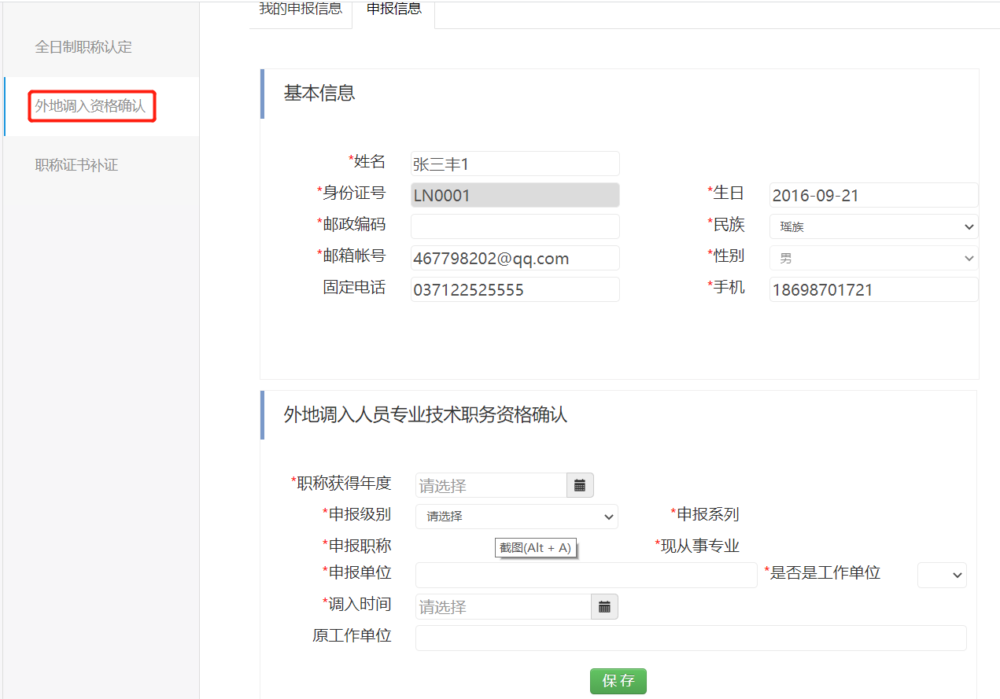 我的申报信息 申报信息
全日制职称认定
外地调入资格确认
职称证书补证
基本信息
*姓名 张三丰1
*身份证号 LN0001 *生日 2016-09-21
*邮政编码 *民族 瑶族
*邮箱帐号 467798202@qq.com *性别 男
固定电话 037122525555 *手机 18698701721
外地调入人员专业技术职务资格确认
*职称获得年度 请选择
*申报级别 请选择 *申报系列
*申报职称 截图(Alt + A) *现从事专业
*申报单位 *是否是工作单位
*调入时间 请选择
原工作单位
保存